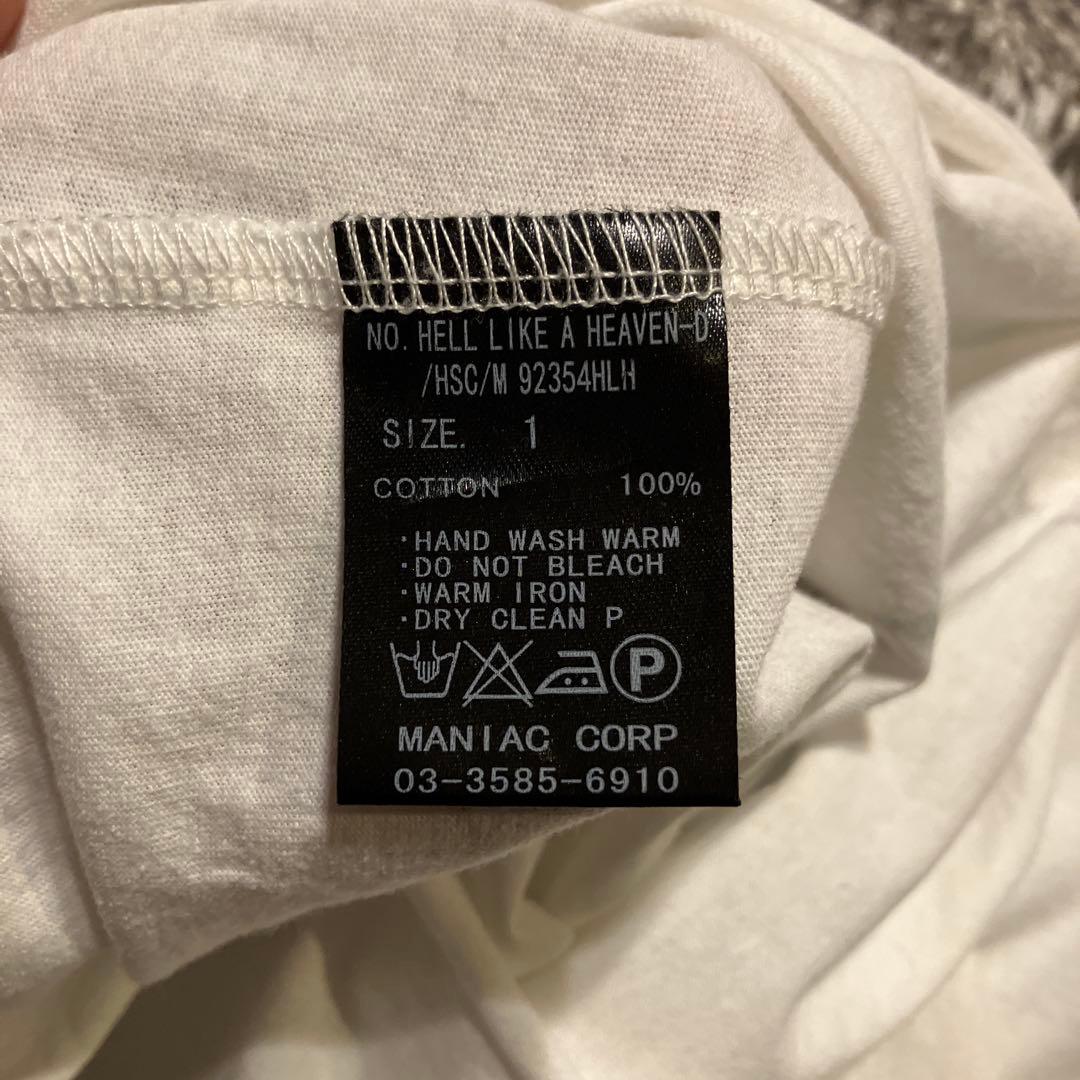 NO. HELL LIKE A HEAVEN-D
/HSC/M 92354HLH
SIZE. 1
COTTON 100%
・HAND WASH WARM
・DO NOT BLEACH
・WARM IRON
・DRY CLEAN P
P
MANIAC CORP
03-3585-6910